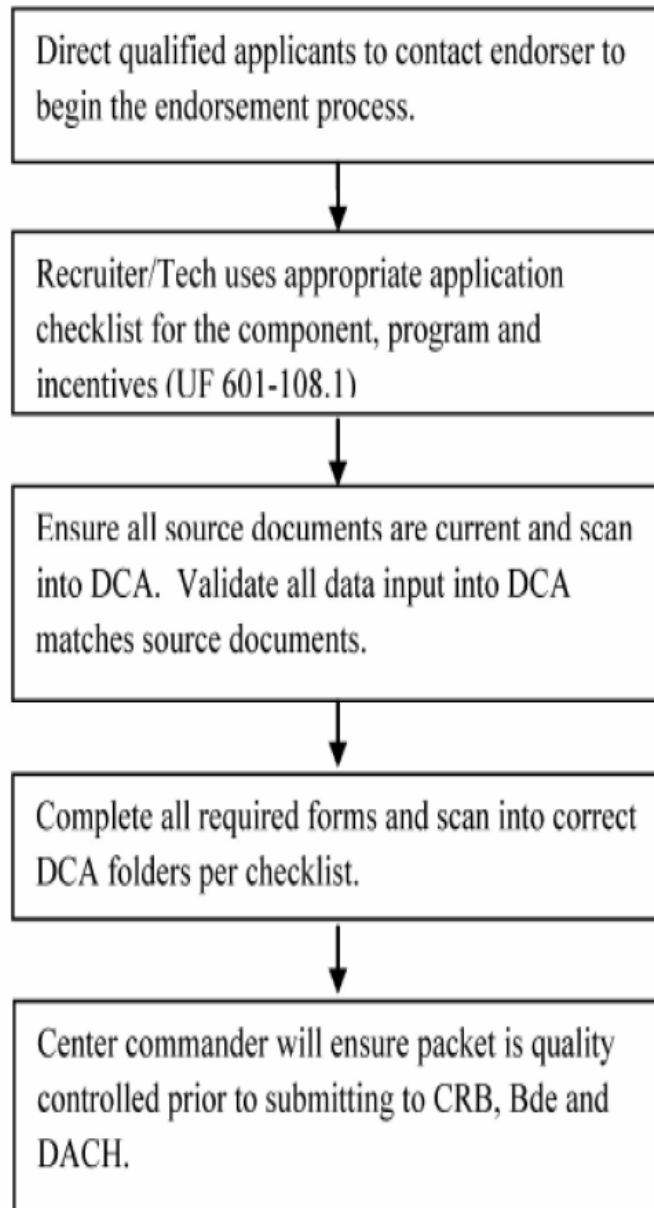 Direct qualified applicants to contact endorser to
begin the endorsement process.
Recruiter/Tech uses appropriate application
checklist for the component, program and
incentives (UF 601-108.1)
Ensure all source documents are current and scan
into DCA. Validate all data input into DCA
matches source documents.
Complete all required forms and scan into correct
DCA folders per checklist.
Center commander will ensure packet is quality
controlled prior to submitting to CRB, Bde and
DACH.